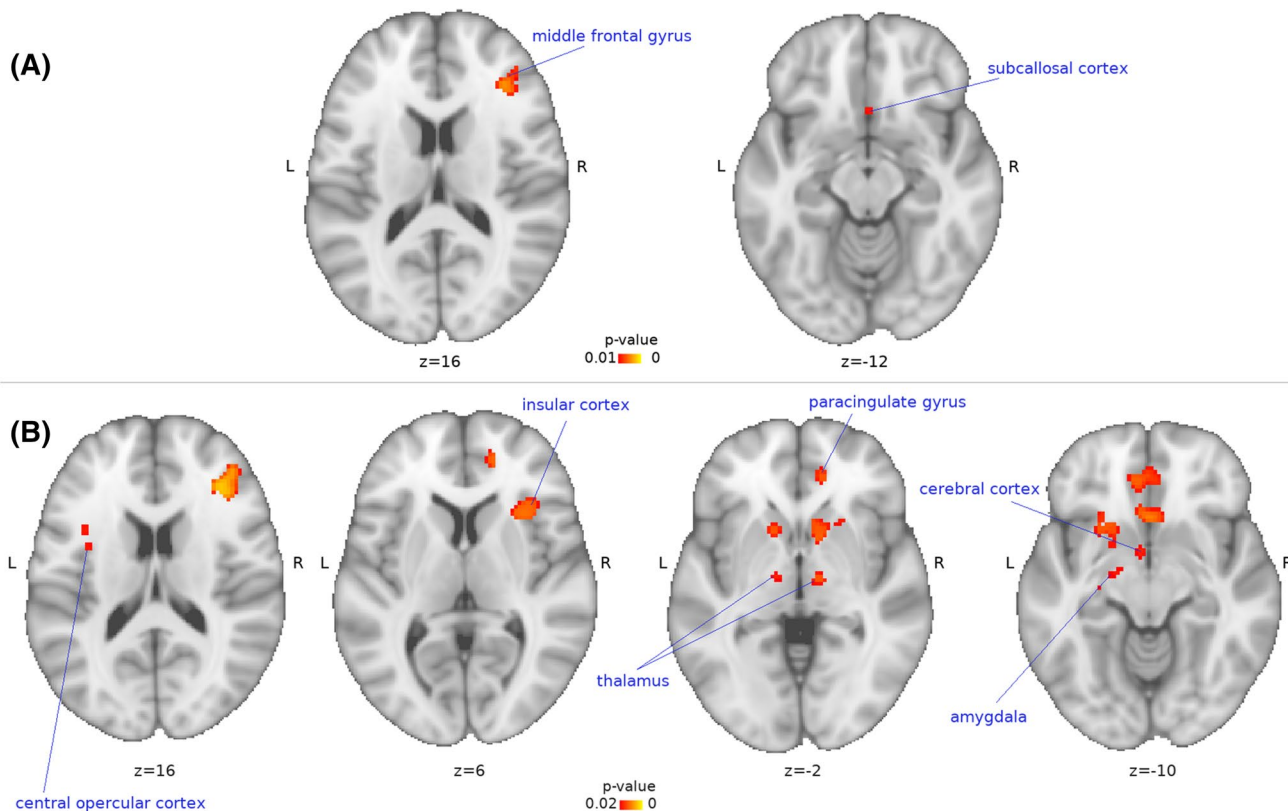 (A)
middle frontal gyrus
subcallosal cortex
L
R
L
R
p-value
0.01 0
z=16
z=-12
(B)
insular cortex
paracingulate gyrus
cerebral cortex
L
R
L
R
L
R
L
R
thalamus
amygdala
z=16
z=6
z=-2
z=-10
central opercular cortex
p-value
0.02 0